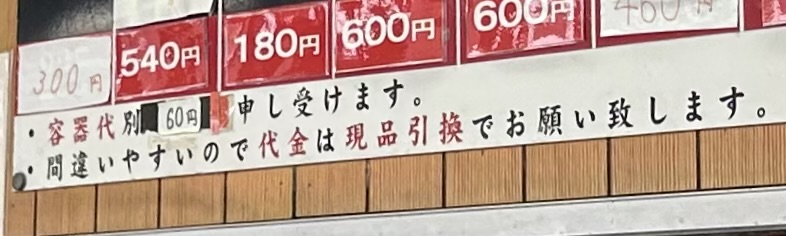 300円 540円 180円 600円 600円 460円
・容器代別60円申し受けます。
・間違いやすいので代金は現品引換でお願い致します。